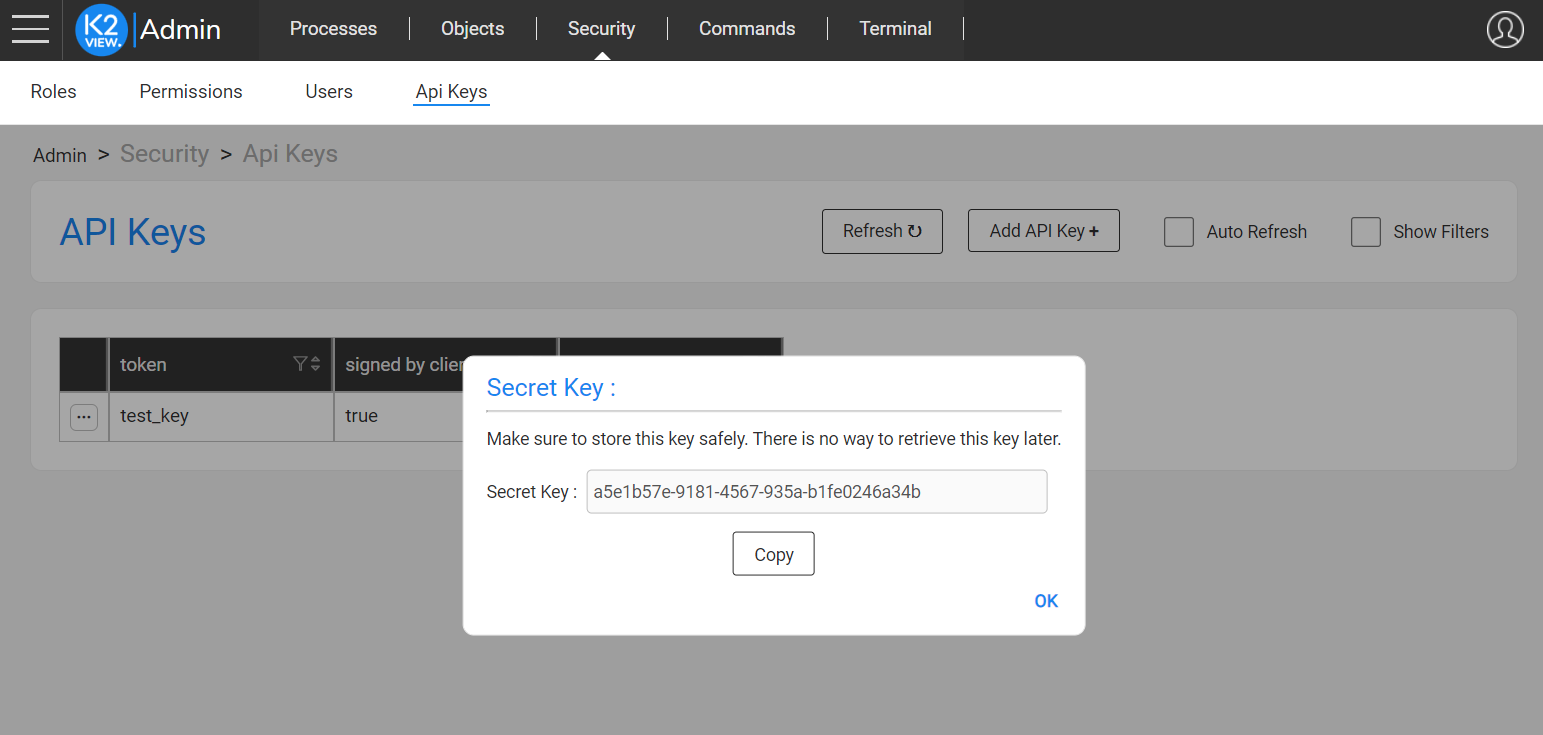 K2 VIEW. Admin Processes Objects Security Commands Terminal
Roles Permissions Users Api Keys
Admin > Security > Api Keys
API Keys Refresh ↻ Add API Key + Auto Refresh Show Filters
token signed by clien
test_key true
Secret Key :
Make sure to store this key safely. There is no way to retrieve this key later.
Secret Key : a5e1b57e-9181-4567-935a-b1fe0246a34b
Copy
OK